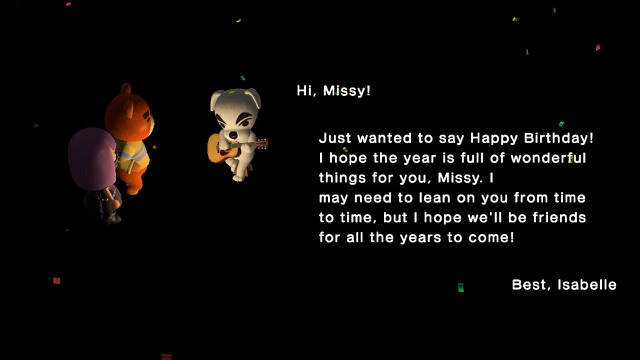 Hi, Missy!
Just wanted to say Happy Birthday!
I hope the year is full of wonderful
things for you, Missy. I
may need to lean on you from time
to time, but I hope we'll be friends
for all the years to come!
Best, Isabelle